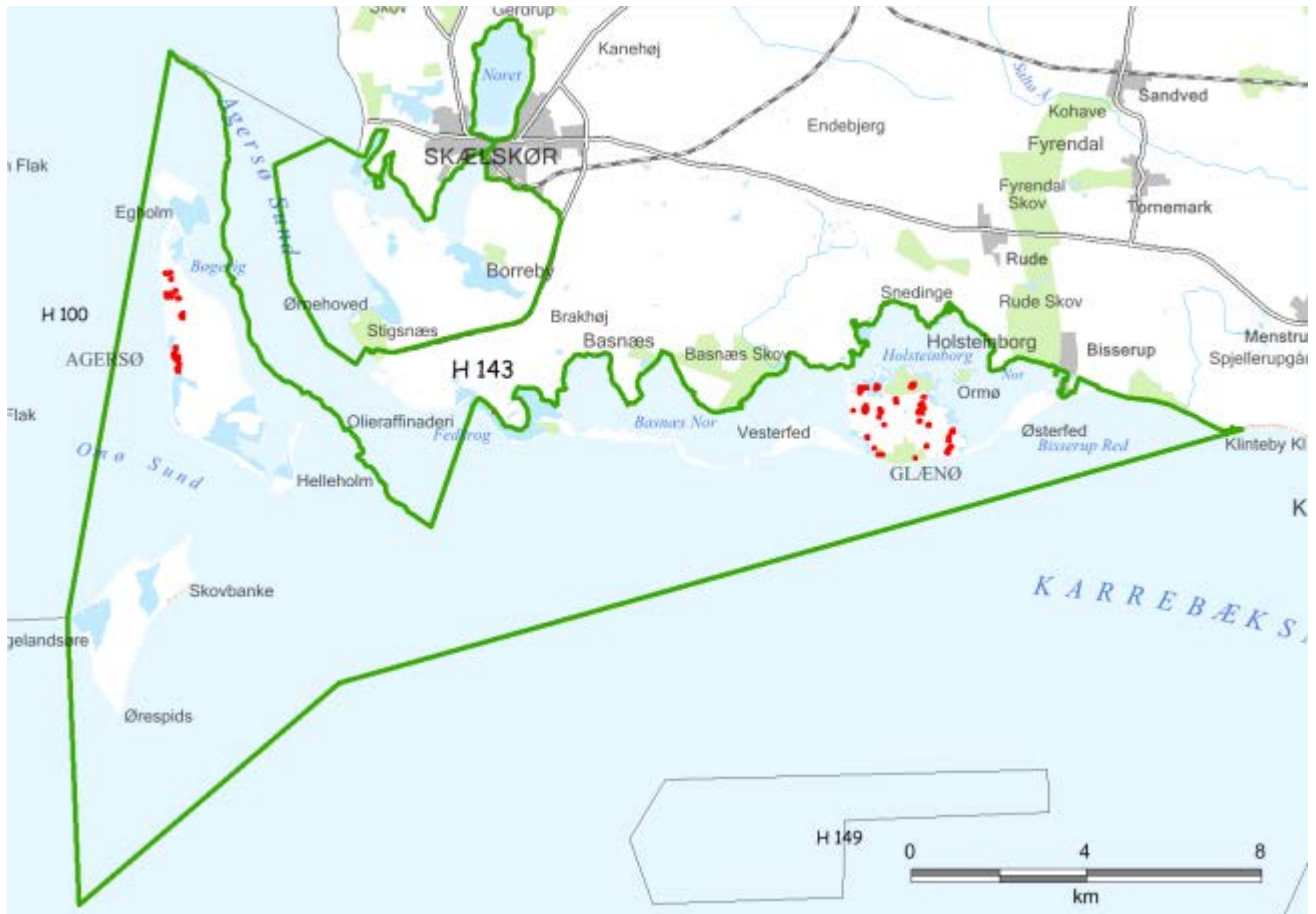 Skov
Gerdrup
Kanehøj
Noret
Saltø Å
Sandved
Kohave
Endebjerg
Fyrendal
SKÆLSKØR
Agersø Sund
Flak
Fyrendal
Skov
Tornemark
Egholm
Bøgevig
Borreby
Rude
Snedinge
Rude Skov
Ørnehoved
H 100
Stigsnæs
Brakhøj
Basnæs
Holsteinborg
Menstru
AGERSØ
Basnæs Skov
Holsteinborg
Nor
Bisserup
Spjellerupgår
H 143
Ormø
Flak
Olieraffinaderi
Fedkrog
Basnæs Nor
Vesterfed
Østerfed
Bisserup Red
Klinteby Kl
Omø Sund
Helleholm
GLÆNØ
K
Skovbanke
KARREBÆKSA
gelandsøre
Ørespids
H 149
0 4 8
km